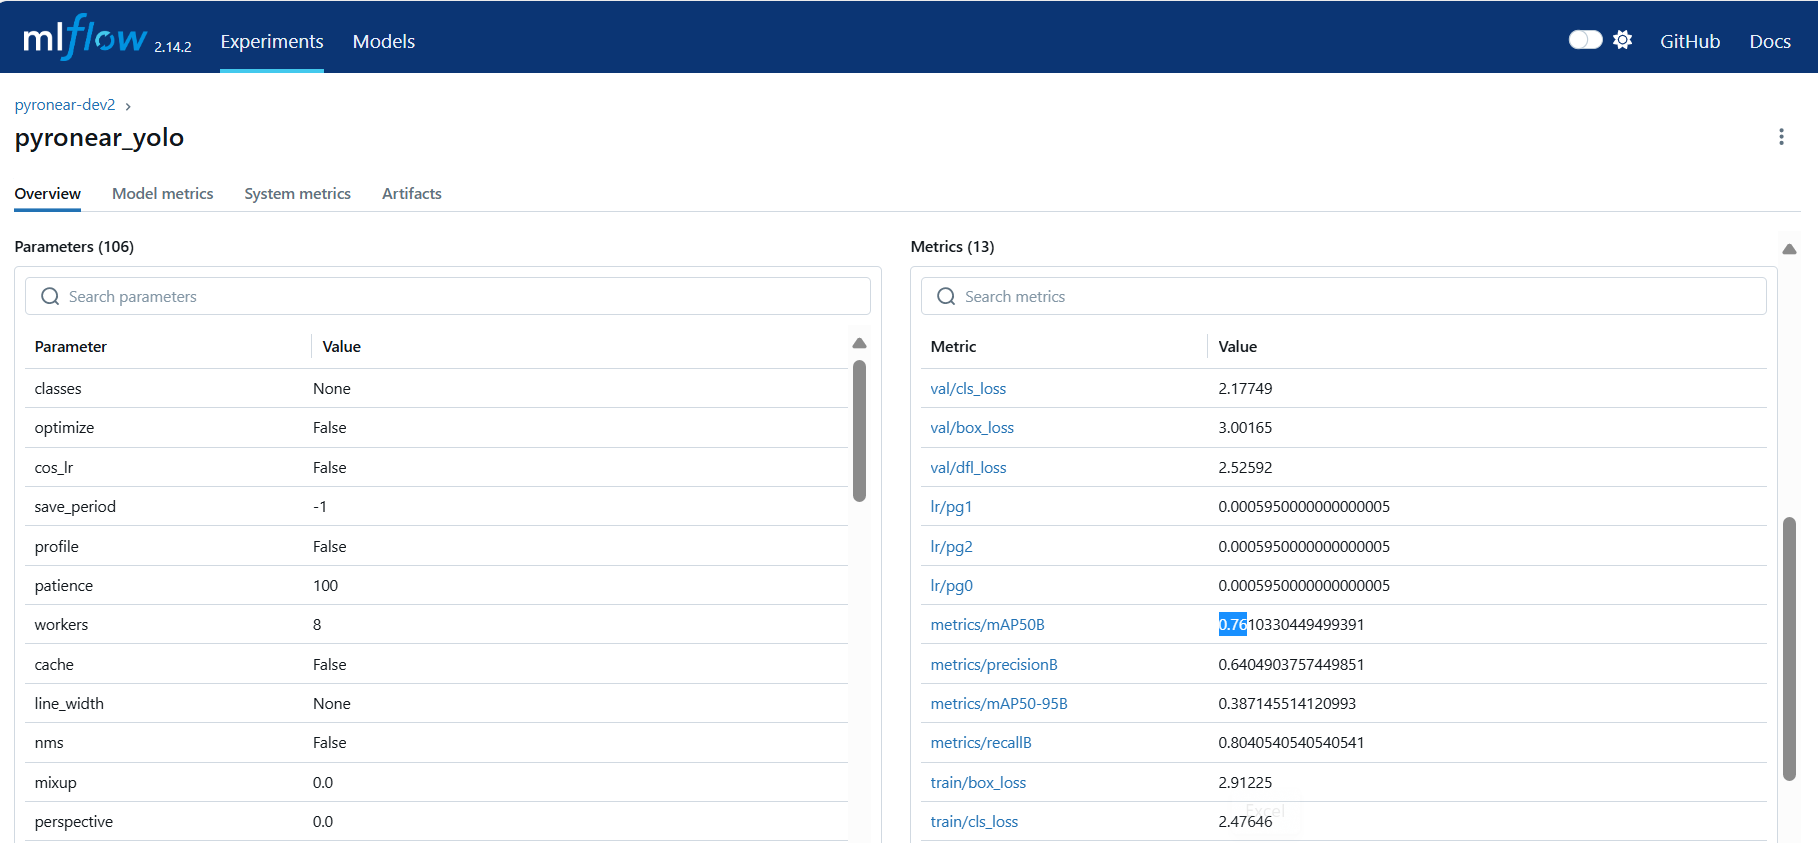 mlflow 2.14.2 Experiments Models GitHub Docs
pyronear-dev2 ›
pyronear_yolo
Overview Model metrics System metrics Artifacts
Parameters (106)
Search parameters
Parameter Value
classes None
optimize False
cos_lr False
save_period -1
profile False
patience 100
workers 8
cache False
line_width None
nms False
mixup 0.0
perspective 0.0
Metrics (13)
Search metrics
Metric Value
val/cls_loss 2.17749
val/box_loss 3.00165
val/dfl_loss 2.52592
lr/pg1 0.0005950000000000005
lr/pg2 0.0005950000000000005
lr/pg0 0.0005950000000000005
metrics/mAP50B 0.7610330449499391
metrics/precisionB 0.6404903757449851
metrics/mAP50-95B 0.387145514120993
metrics/recallB 0.8040540540540541
train/box_loss 2.91225
Excel
train/cls_loss 2.47646